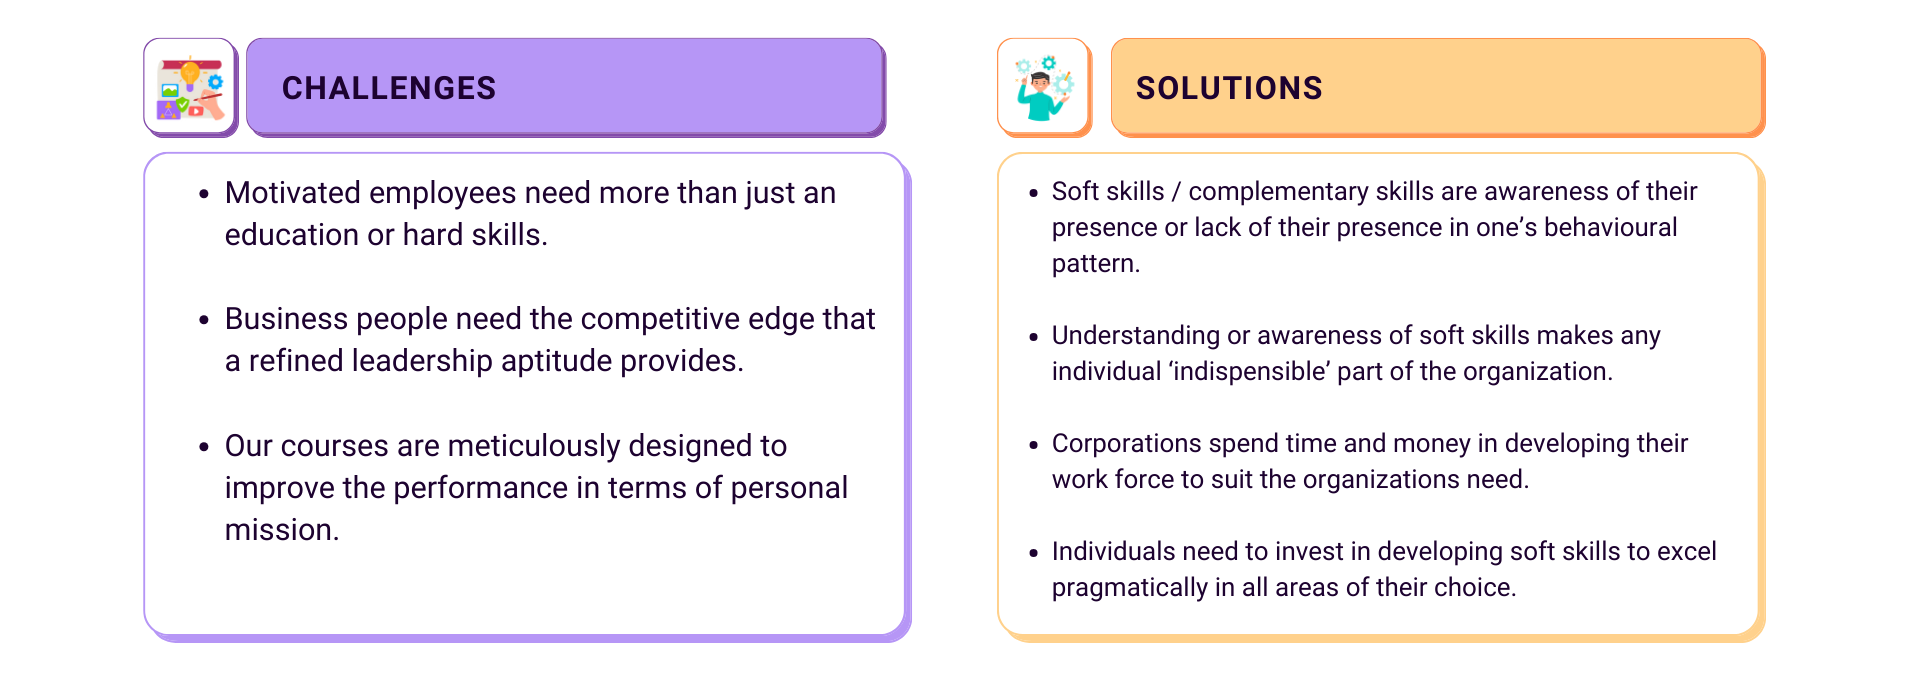 CHALLENGES
• Motivated employees need more than just an
education or hard skills.
• Business people need the competitive edge that
a refined leadership aptitude provides.
• Our courses are meticulously designed to
improve the performance in terms of personal
mission.
SOLUTIONS
• Soft skills / complementary skills are awareness of their
presence or lack of their presence in one’s behavioural
pattern.
• Understanding or awareness of soft skills makes any
individual ‘indispensible’ part of the organization.
• Corporations spend time and money in developing their
work force to suit the organizations need.
• Individuals need to invest in developing soft skills to excel
pragmatically in all areas of their choice.